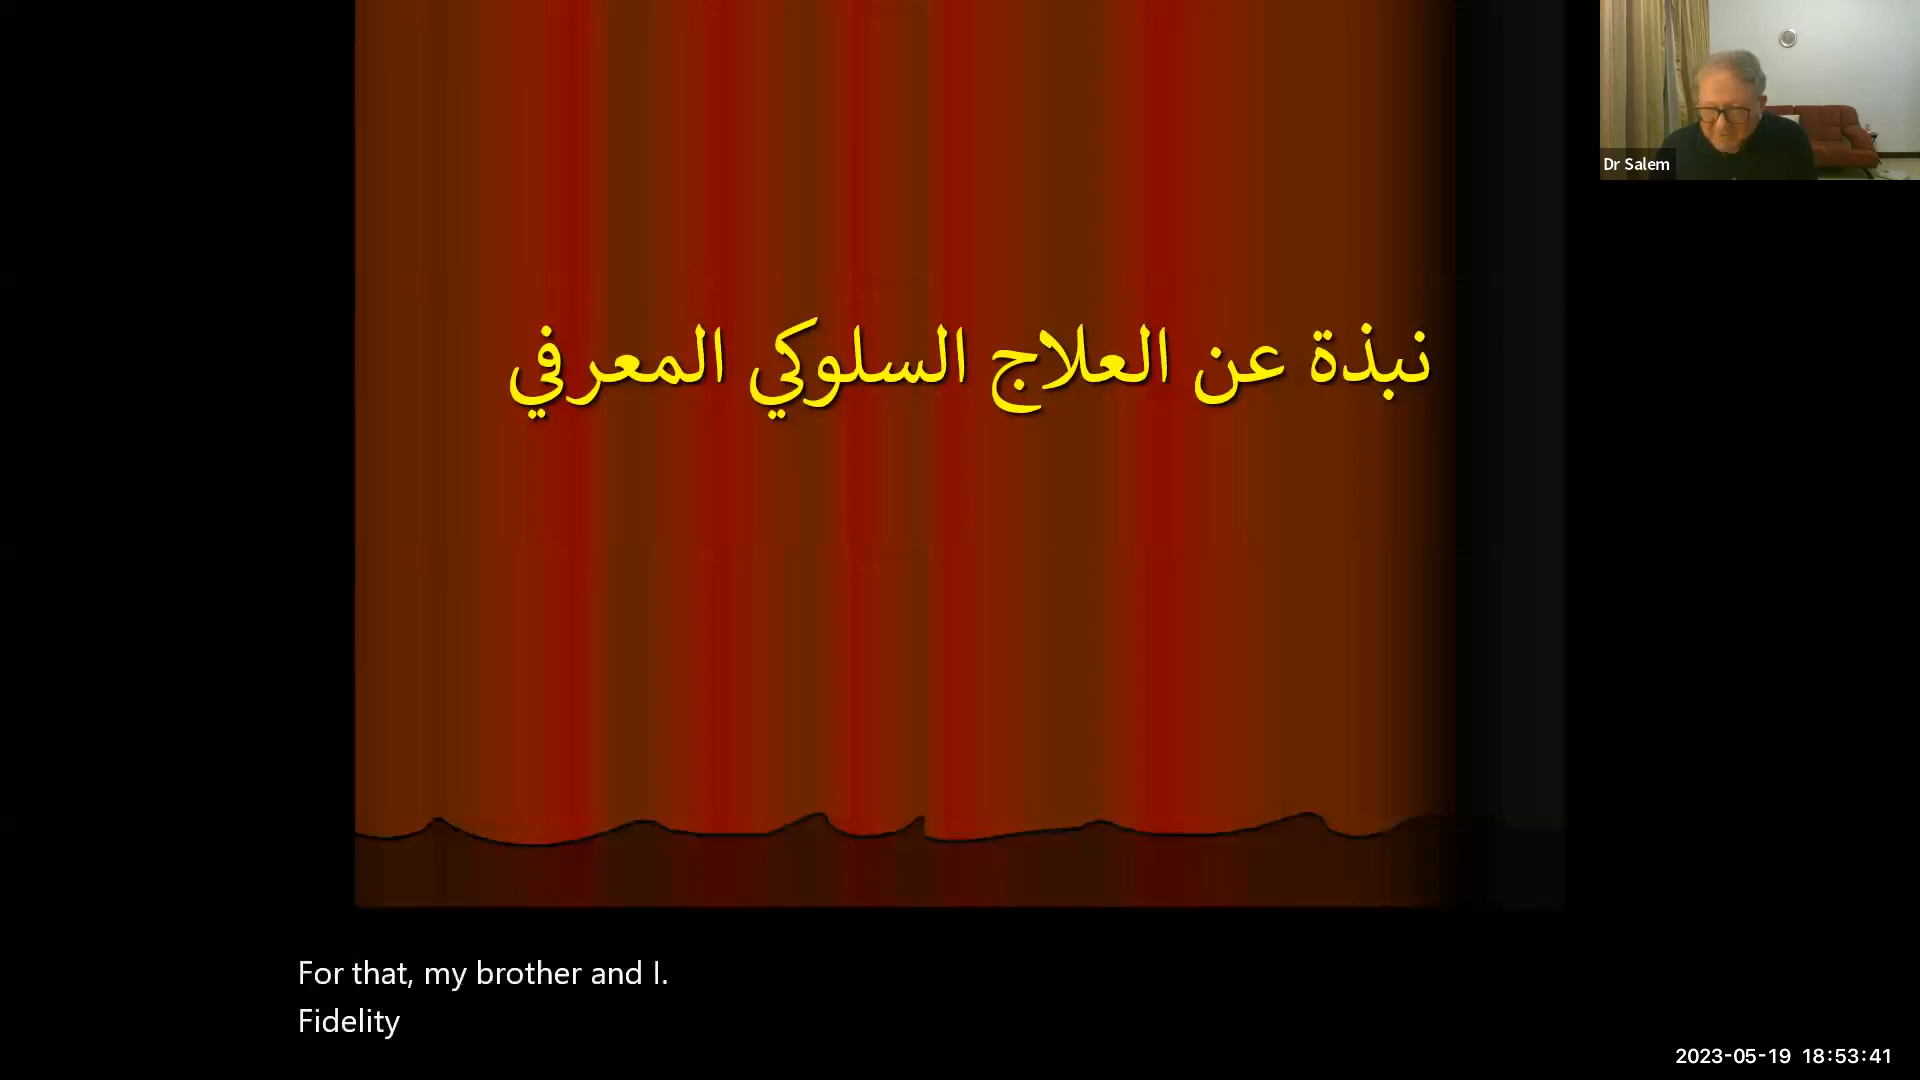 Dr Salem
نبذة عن العلاج السلوكي المعرفي
For that, my brother and I.
Fidelity
2023-05-19 18:53:41